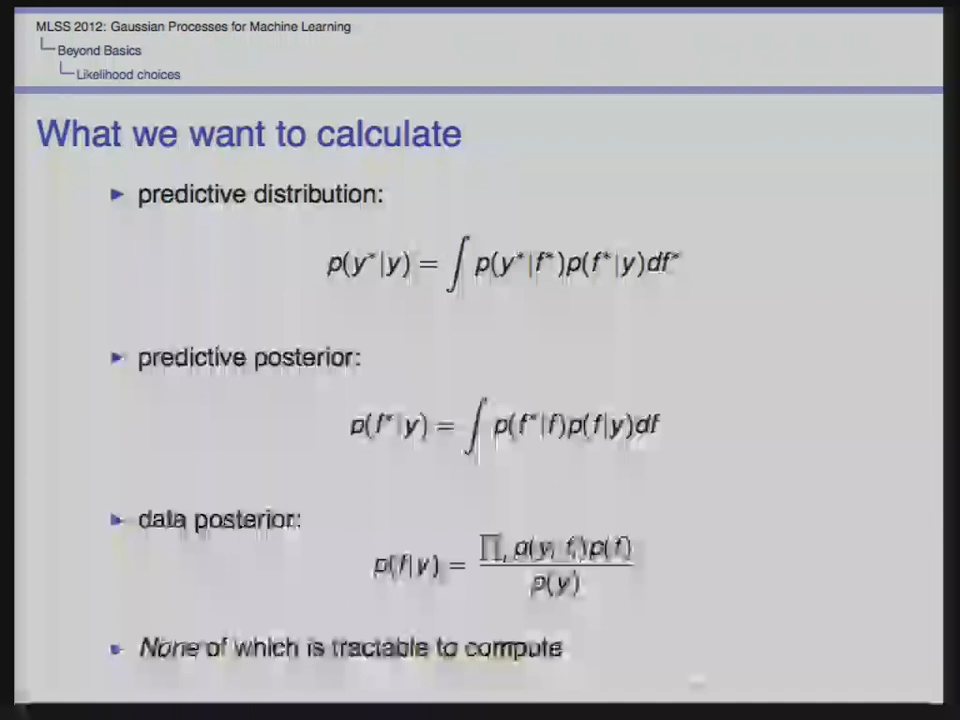 MLSS 2012: Gaussian Processes for Machine Learning
Beyond Basics
Likelihood choices
What we want to calculate
▶ predictive distribution:
p(y*|y) = ∫ p(y*|f*)p(f*|y)df*
▶ predictive posterior:
p(f*|y) = ∫ p(f*|f)p(f|y)df
▶ data posterior:
p(f|y) = ∏ᵢ p(yᵢ|fᵢ)p(f) / p(y)
▶ None of which is tractable to compute